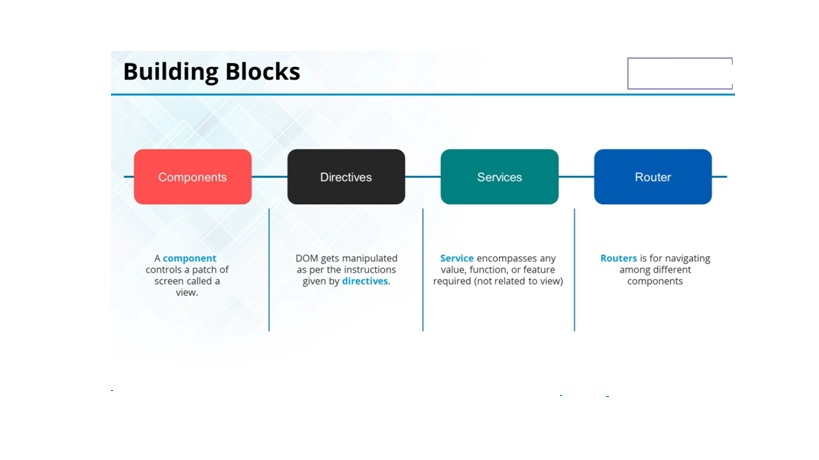 Building Blocks
Components
Directives
Services
Router
A component
controls a patch of
screen called a
view.
DOM gets manipulated
as per the instructions
given by directives.
Service encompasses any
value, function, or feature
required (not related to view)
Routers is for navigating
among different
components